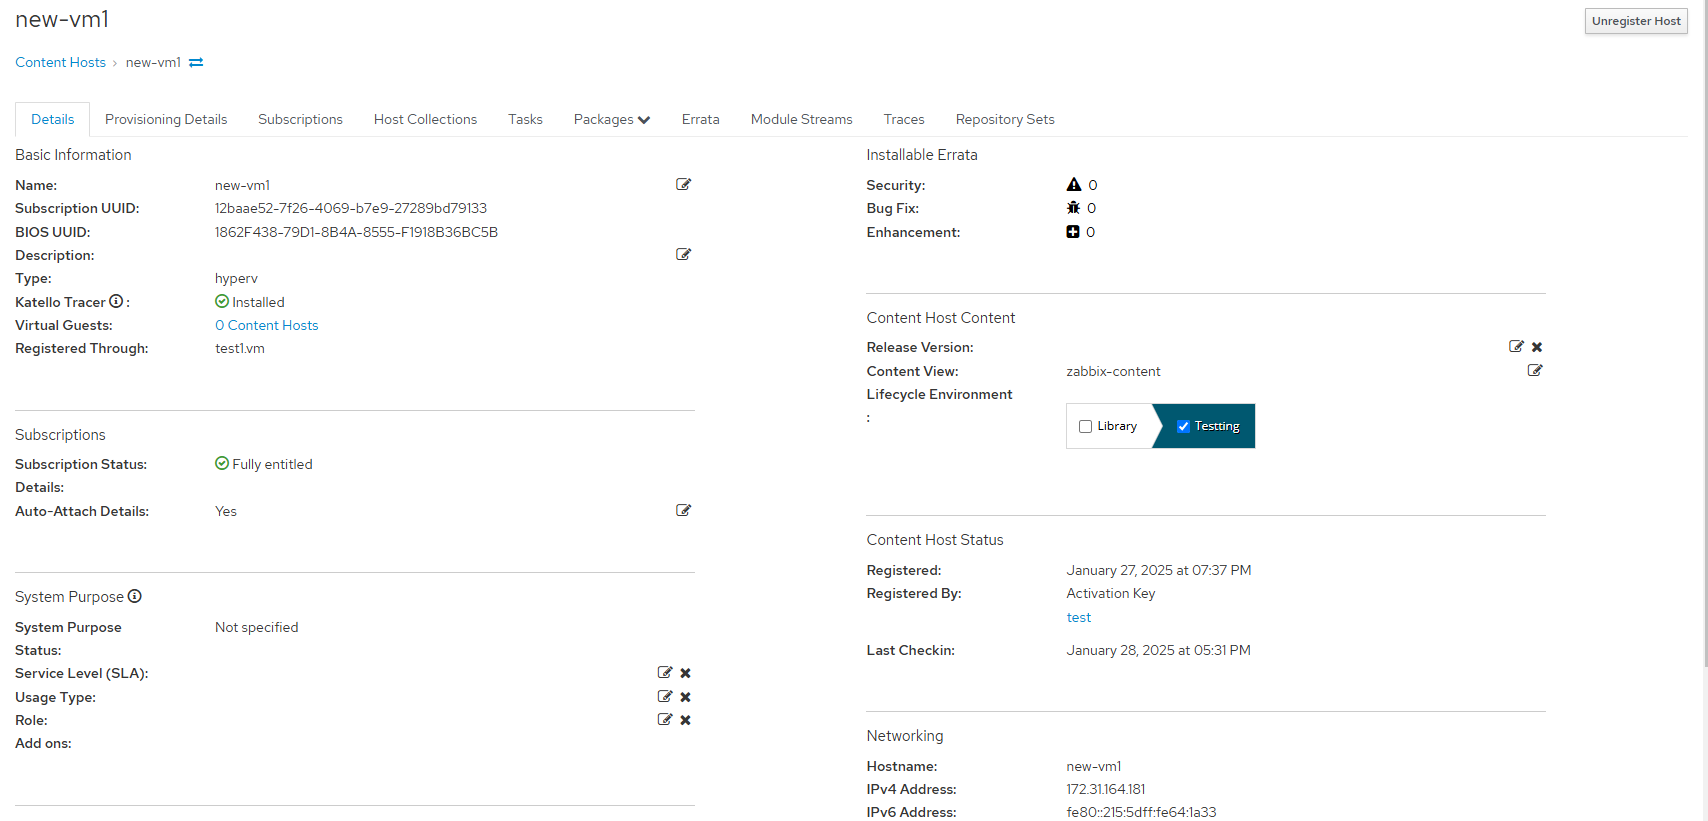 new-vm1
Unregister Host
Content Hosts › new-vm1
Details Provisioning Details Subscriptions Host Collections Tasks Packages Errata Module Streams Traces Repository Sets
Basic Information
Name: new-vm1
Subscription UUID: 12baae52-7f26-4069-b7e9-27289bd79133
BIOS UUID: 1862F438-79D1-8B4A-8555-F1918B36BC5B
Description:
Type: hyperv
Katello Tracer : Installed
Virtual Guests: 0 Content Hosts
Registered Through: test1.vm
Subscriptions
Subscription Status: Fully entitled
Details:
Auto-Attach Details: Yes
System Purpose
System Purpose Not specified
Status:
Service Level (SLA):
Usage Type:
Role:
Add ons:
Installable Errata
Security: 0
Bug Fix: 0
Enhancement: 0
Content Host Content
Release Version:
Content View: zabbix-content
Lifecycle Environment
:
Library Testting
Content Host Status
Registered: January 27, 2025 at 07:37 PM
Registered By: Activation Key
test
Last Checkin: January 28, 2025 at 05:31 PM
Networking
Hostname: new-vm1
IPv4 Address: 172.31.164.181
IPv6 Address: fe80::215:5dff:fe64:1a33